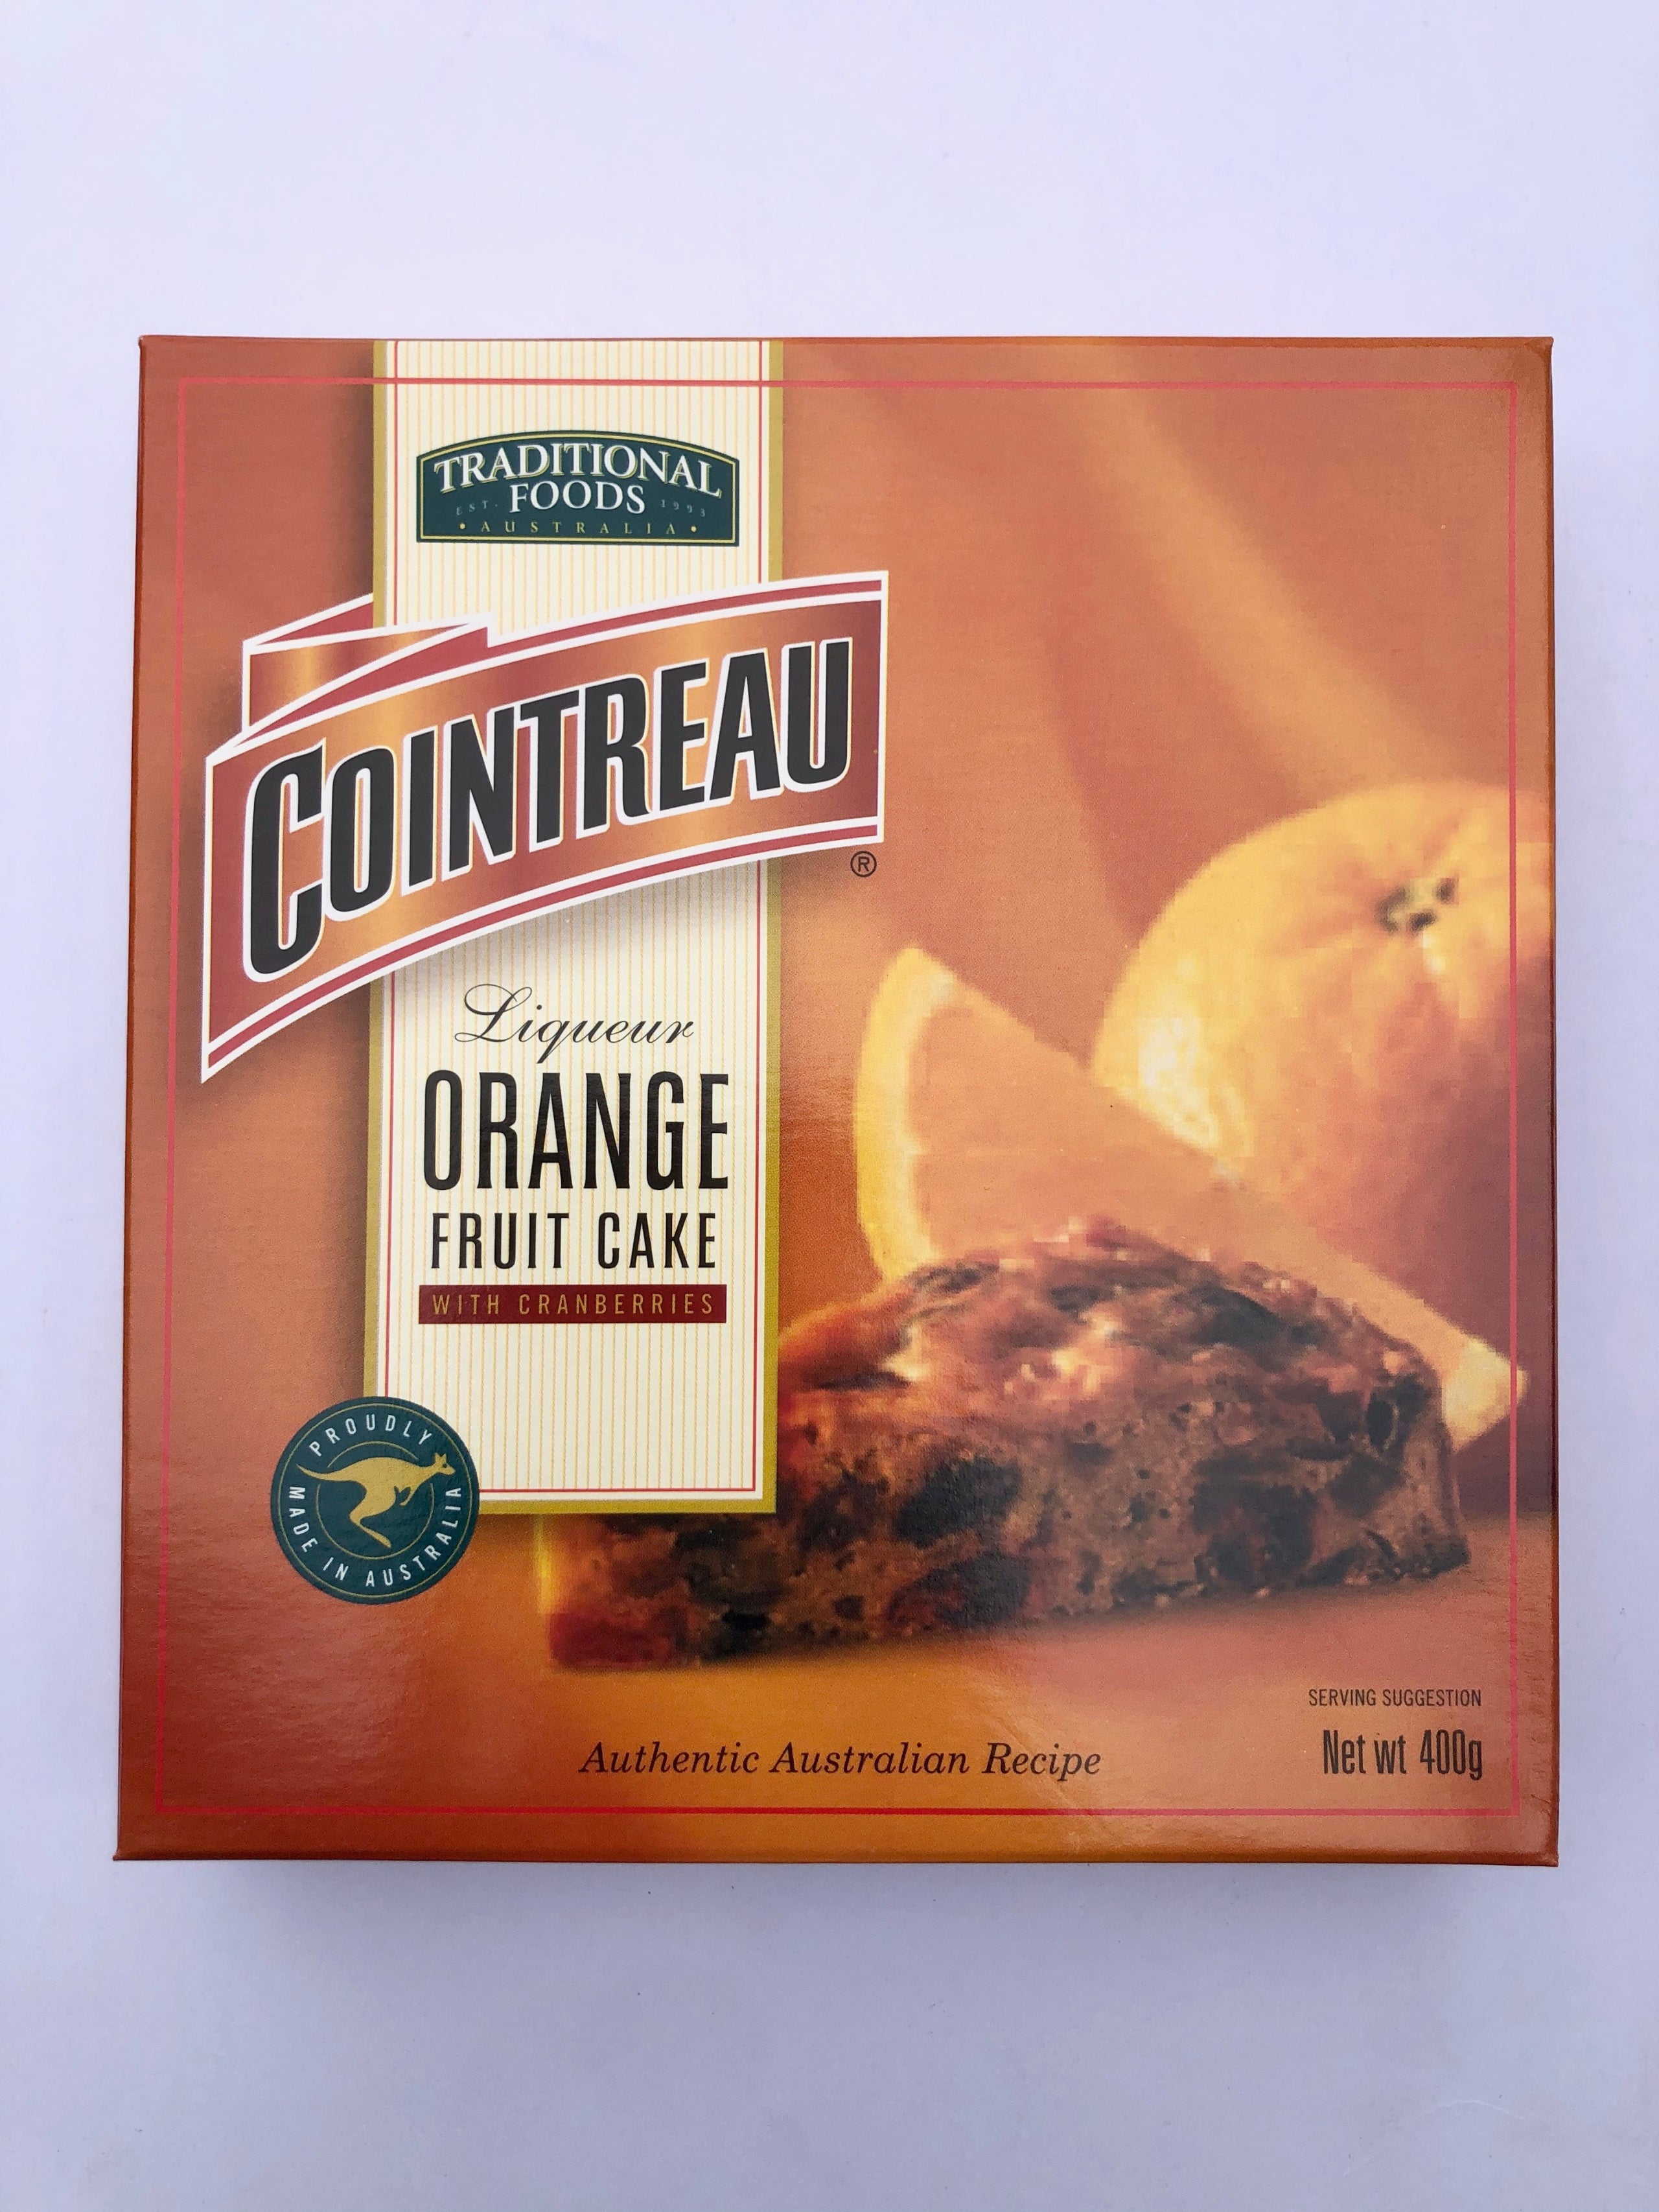 TRADITIONAL
FOODS
EST. 1993
• AUSTRALIA •
COINTREAU
®
Liqueur
ORANGE
FRUIT CAKE
WITH CRANBERRIES
PROUDLY
MADE IN AUSTRALIA
SERVING SUGGESTION
Authentic Australian Recipe
Net wt 400g